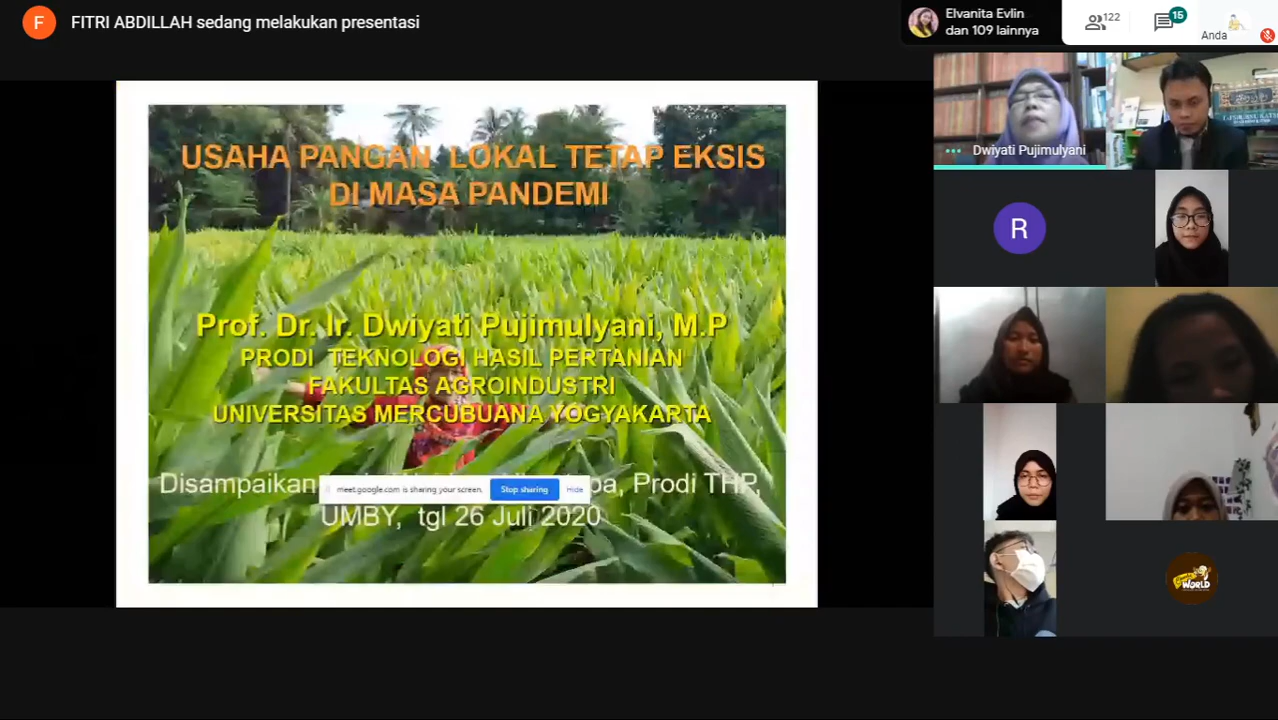 F
FITRI ABDILLAH sedang melakukan presentasi
Elvanita Evlin
dan 109 lainnya
122
15
Anda
USAHA PANGAN LOKAL TETAP EKSIS
DI MASA PANDEMI
Prof. Dr. Ir. Dwiyati Pujimulyani, M.P
PRODI TEKNOLOGI HASIL PERTANIAN
FAKULTAS AGROINDUSTRI
UNIVERSITAS MERCUBUANA YOGYAKARTA
Disampaikan pa, Prodi THP,
meet.google.com is sharing your screen. Stop sharing Hide
UMBY, tgl 26 Juli 2020
Dwiyati Pujimulyani
R
WORLD